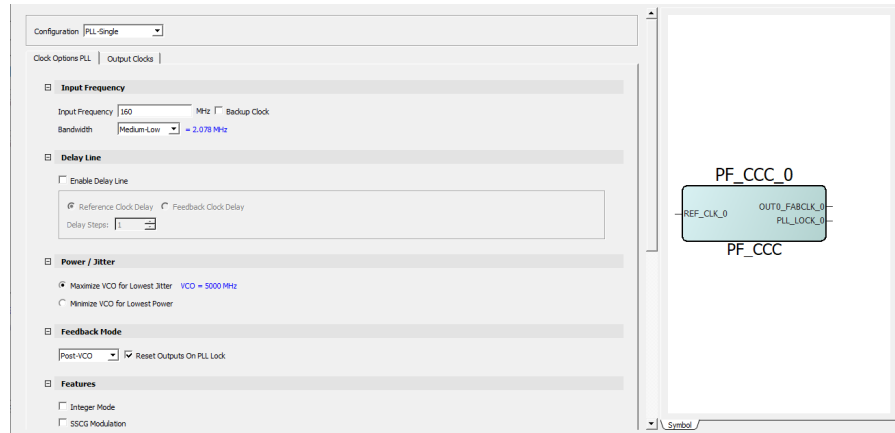 Configuration PLL-Single
Clock Options PLL Output Clocks
Input Frequency
Input Frequency 160 MHz Backup Clock
Bandwidth Medium-Low = 2.078 MHz
Delay Line
Enable Delay Line
Reference Clock Delay Feedback Clock Delay
Delay Steps: 1
Power / Jitter
Maximize VCO for Lowest Jitter VCO = 5000 MHz
Minimize VCO for Lowest Power
Feedback Mode
Post-VCO Reset Outputs On PLL Lock
Features
Integer Mode
SSCG Modulation
PF_CCC_0
REF_CLK_0 OUT0_FABCLK_0
PLL_LOCK_0
PF_CCC
Symbol